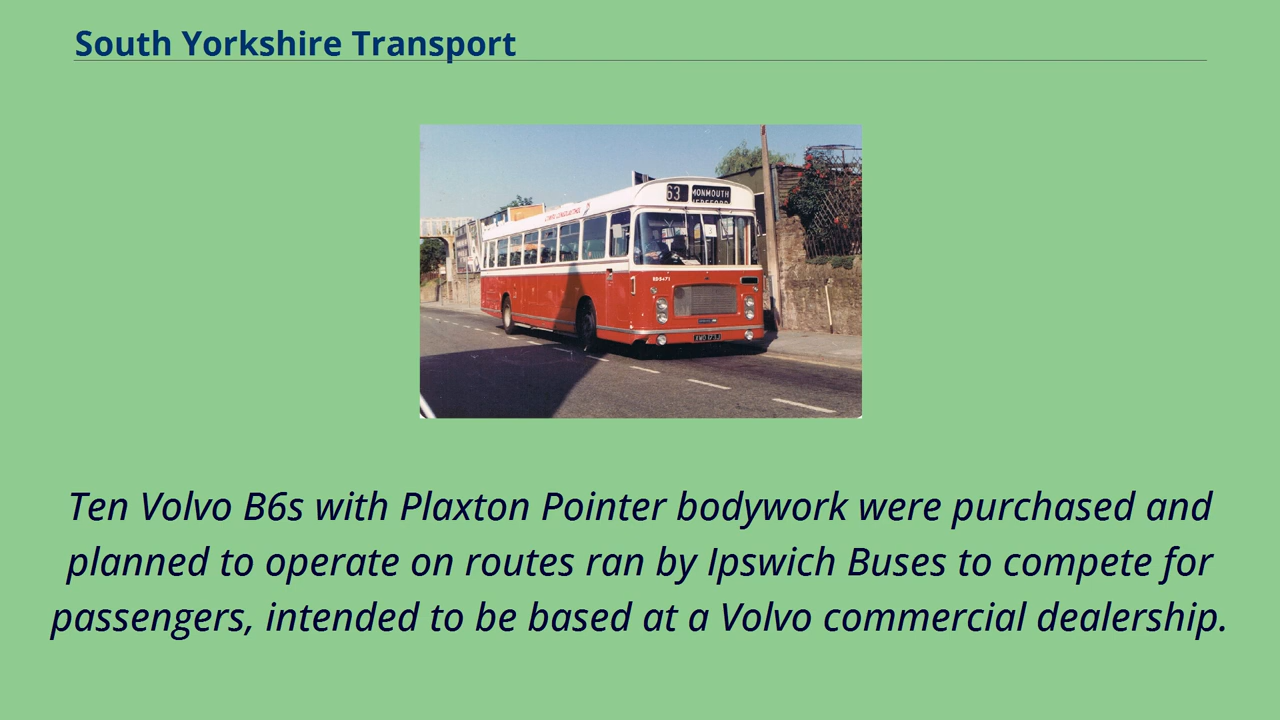 South Yorkshire Transport
63 MONMOUTH
Ten Volvo B6s with Plaxton Pointer bodywork were purchased and
planned to operate on routes ran by Ipswich Buses to compete for
passengers, intended to be based at a Volvo commercial dealership.